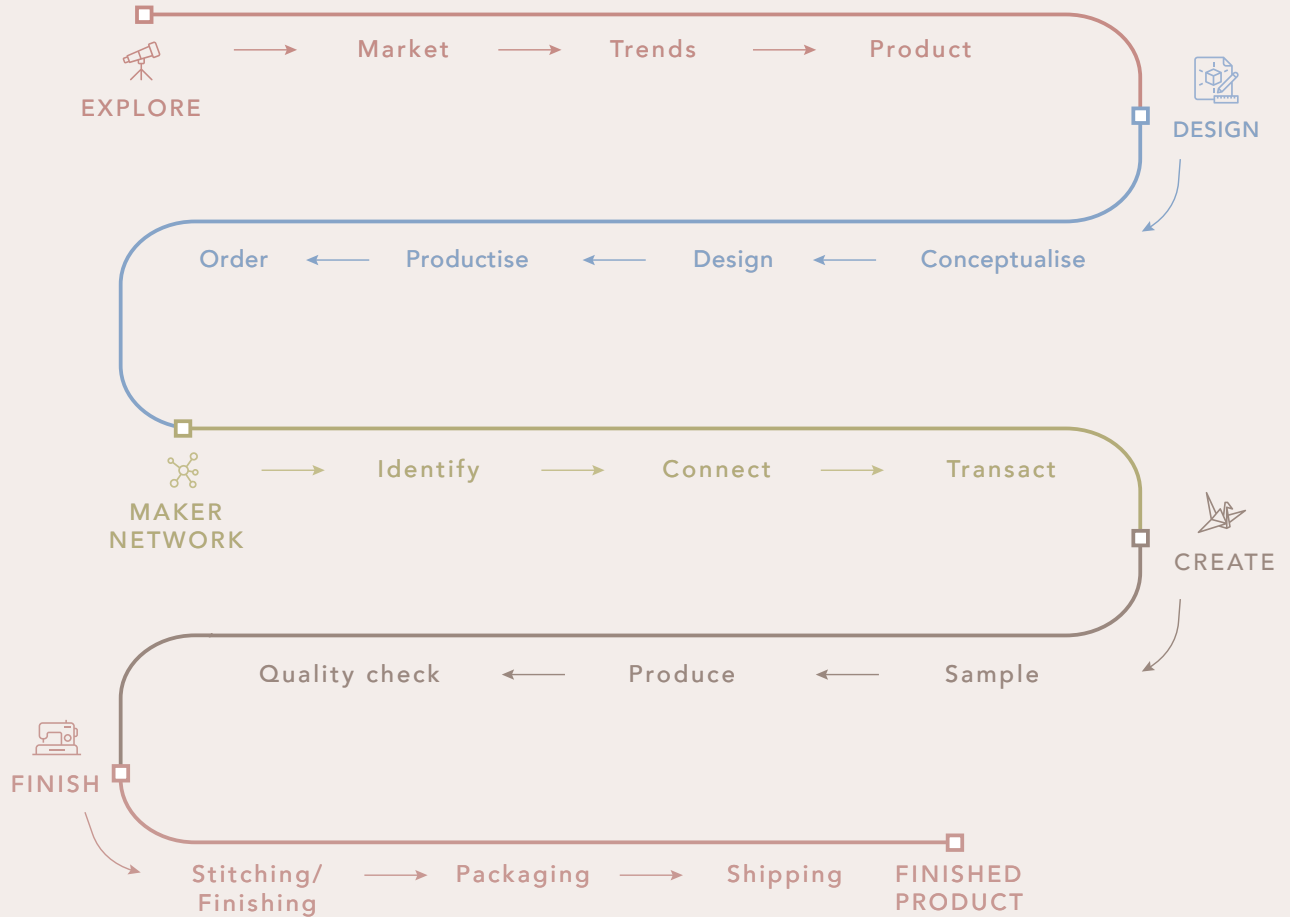 Market
Trends
Product
EXPLORE
DESIGN
Order
Productise
Design
Conceptualise
Identify
Connect
Transact
MAKER
NETWORK
CREATE
Quality check
Produce
Sample
FINISH
Stitching/
Finishing
Packaging
Shipping
FINISHED
PRODUCT